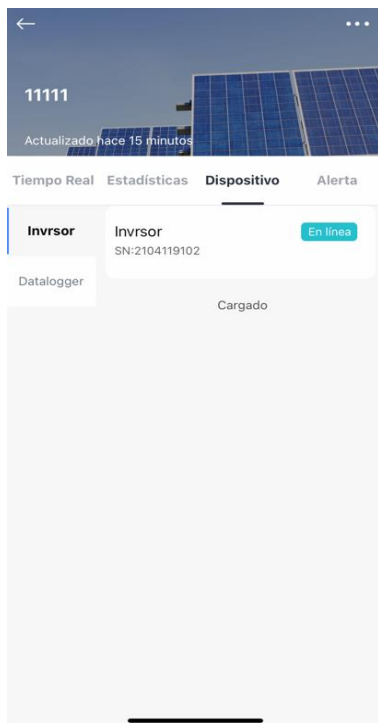 11111
Actualizado hace 15 minutos
Tiempo Real Estadísticas Dispositivo Alerta
Invrsor
Datalogger
Invrsor En línea
SN:2104119102
Cargado